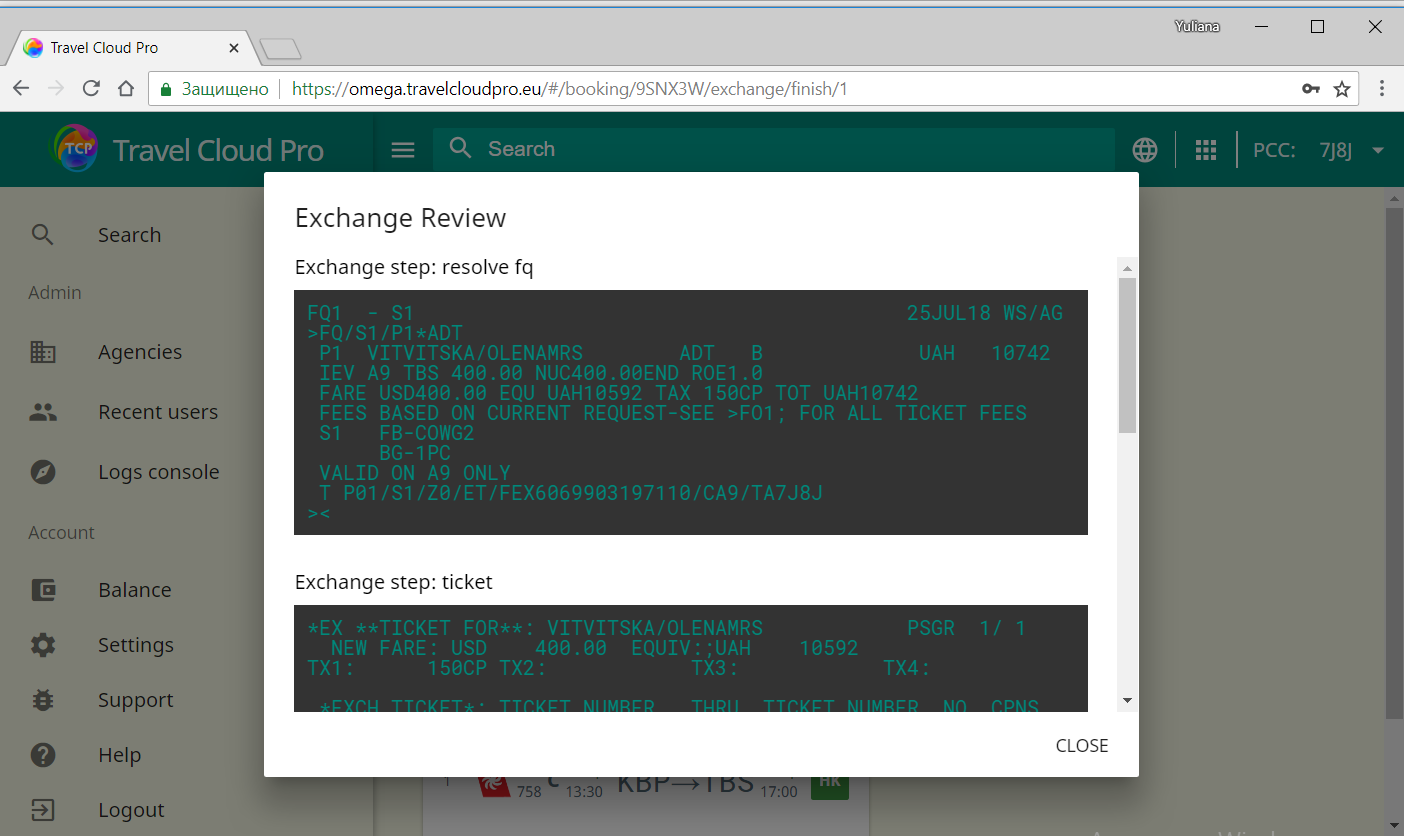 Yuliana
Travel Cloud Pro
Защищено https://omega.travelcloudpro.eu/#/booking/9SNX3W/exchange/finish/1
TCP Travel Cloud Pro Search PCC: 7J8J
Search
Admin
Agencies
Recent users
Logs console
Account
Balance
Settings
Support
Help
Logout
Exchange Review
Exchange step: resolve fq
FQ1 - S1 25JUL18 WS/AG
>FQ/S1/P1*ADT
P1 VITVITSKA/OLENAMRS ADT B UAH 10742
IEV A9 TBS 400.00 NUC400.00END ROE1.0
FARE USD400.00 EQU UAH10592 TAX 150CP TOT UAH10742
FEES BASED ON CURRENT REQUEST-SEE >FO1; FOR ALL TICKET FEES
S1 FB-COWG2
BG-1PC
VALID ON A9 ONLY
T P01/S1/Z0/ET/FEX6069903197110/CA9/TA7J8J
><
Exchange step: ticket
*EX **TICKET FOR**: VITVITSKA/OLENAMRS PSGR 1/ 1
NEW FARE: USD 400.00 EQUIV:;UAH 10592
TX1: 150CP TX2: TX3: TX4:
*EXCH TICKET*: TICKET NUMBER THRU TICKET NUMBER NO. CPNS
CLOSE
1 758 C 13:30 KBP→TBS 17:00 HK